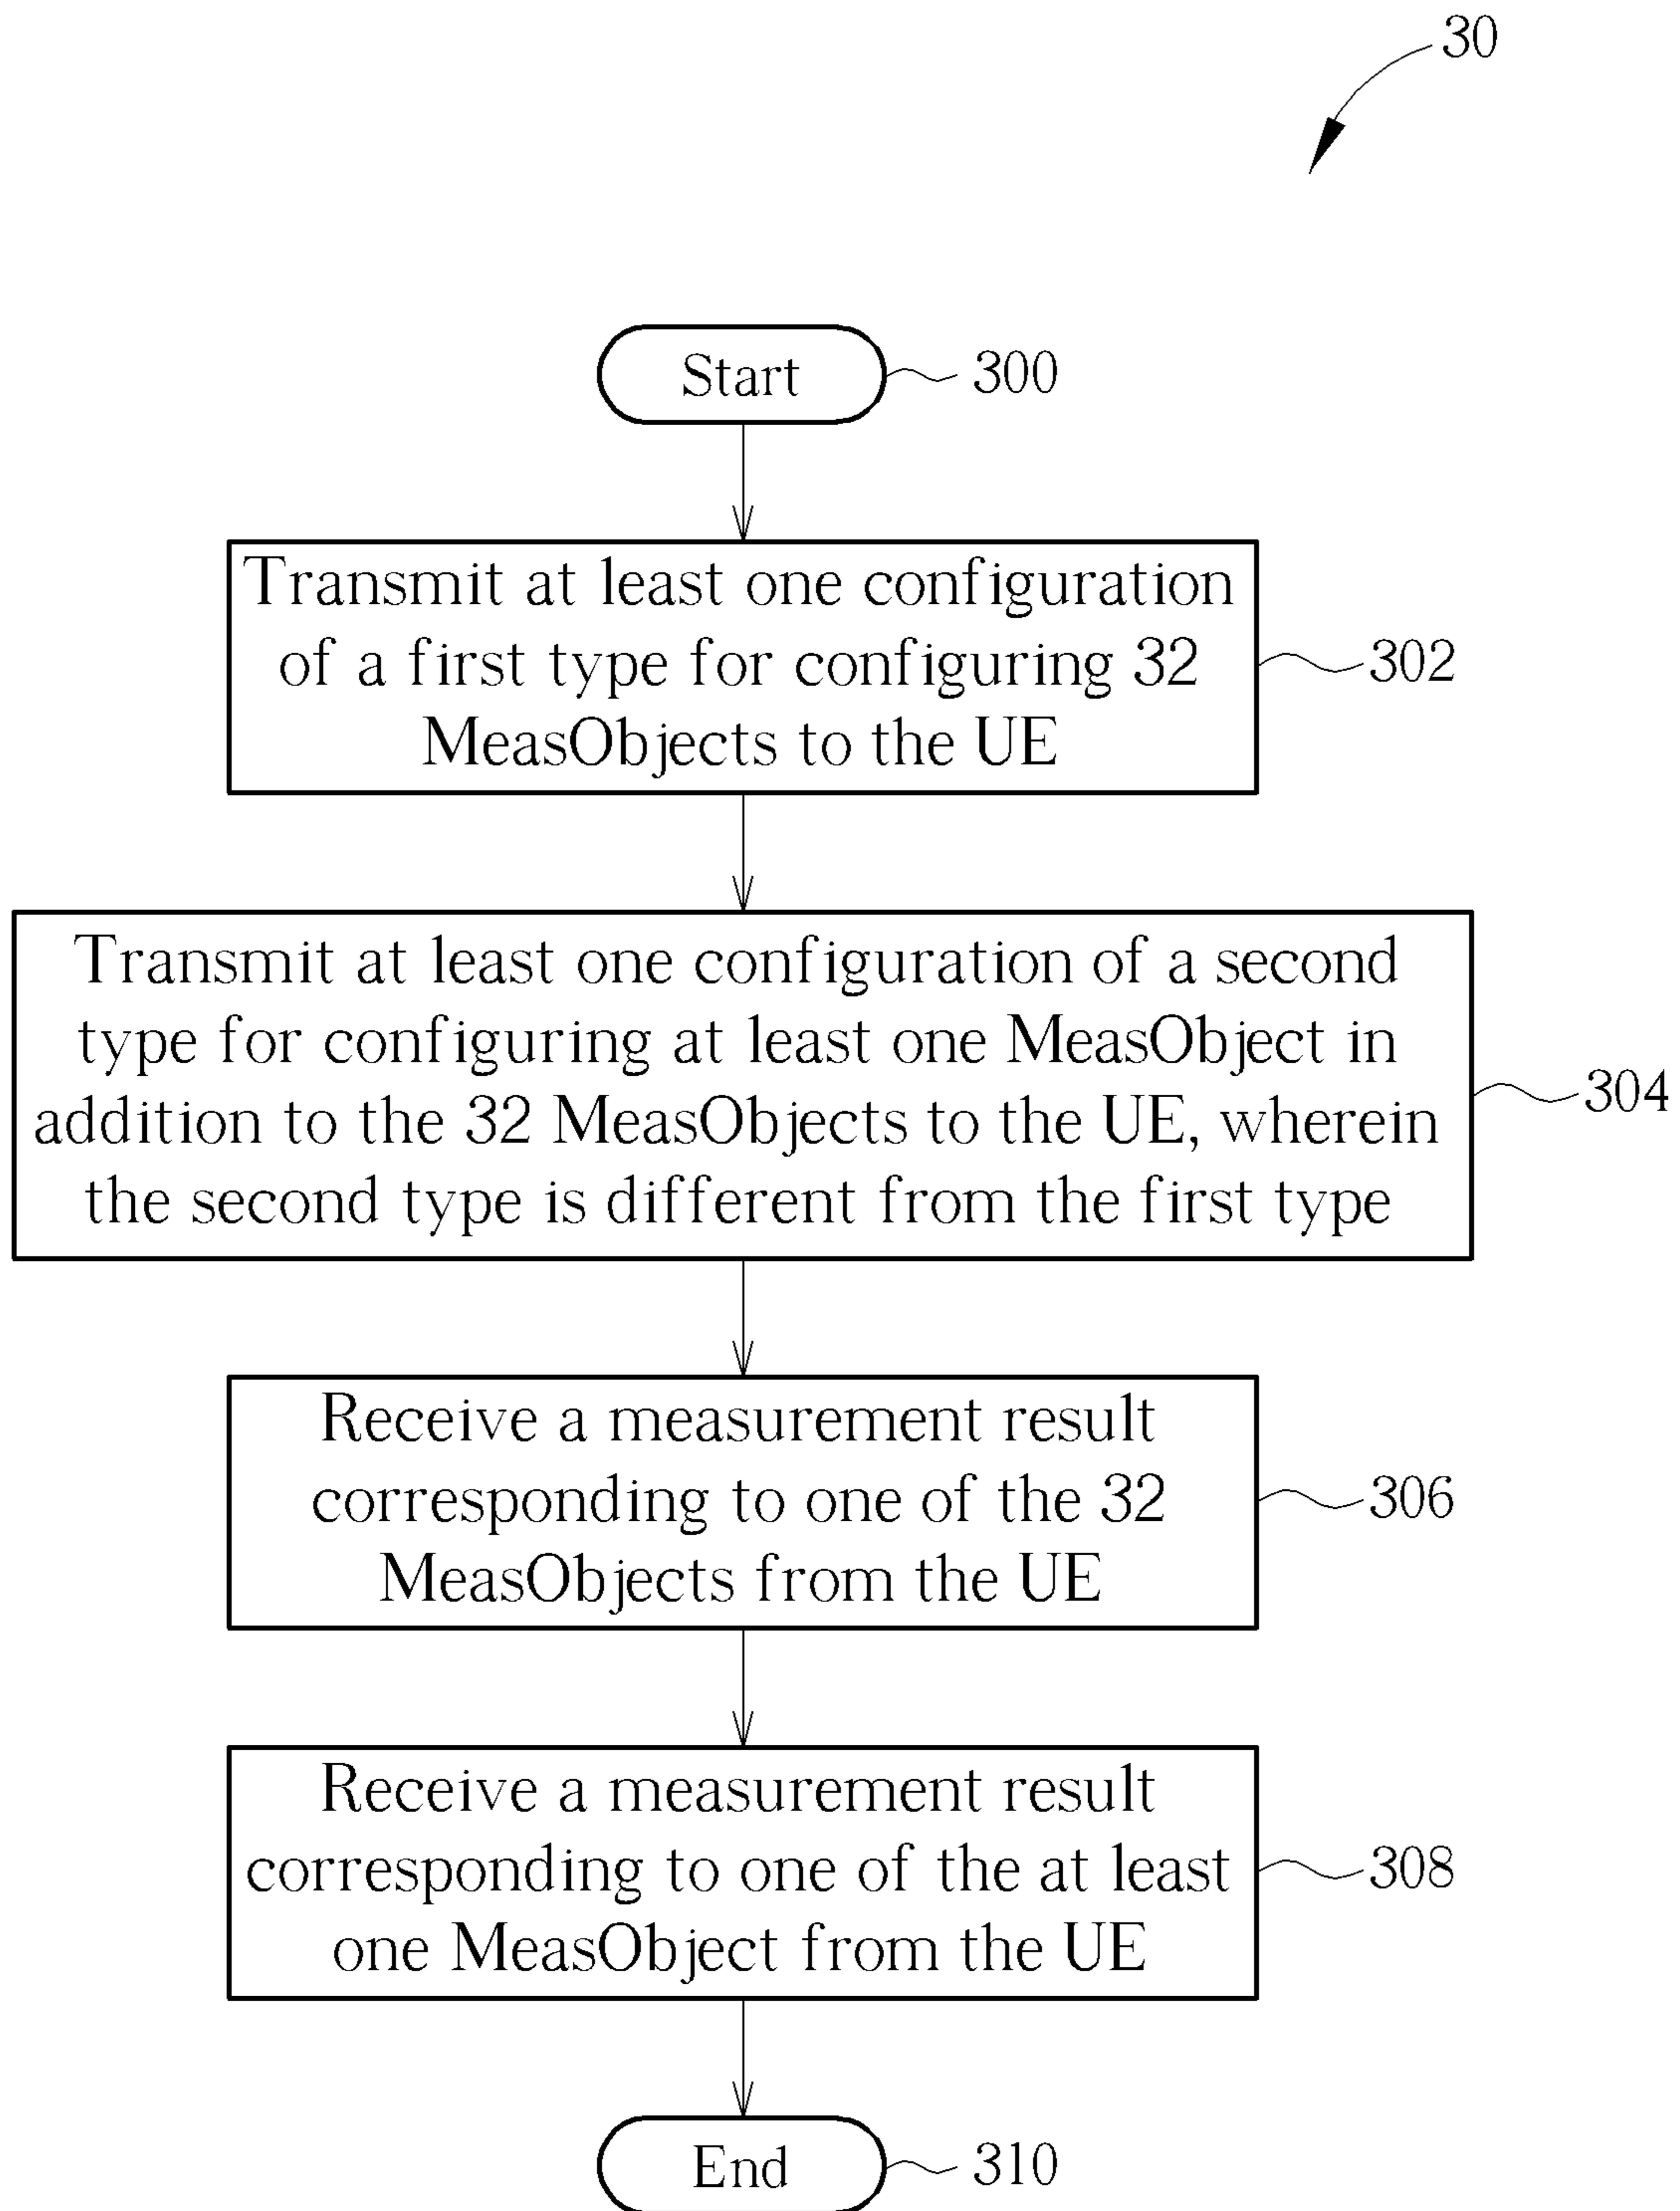 30
Start
300
Transmit at least one configuration
of a first type for configuring 32
MeasObjects to the UE
302
Transmit at least one configuration of a second
type for configuring at least one MeasObject in
addition to the 32 MeasObjects to the UE, wherein
the second type is different from the first type
304
Receive a measurement result
corresponding to one of the 32
MeasObjects from the UE
306
Receive a measurement result
corresponding to one of the at least
one MeasObject from the UE
308
End
310